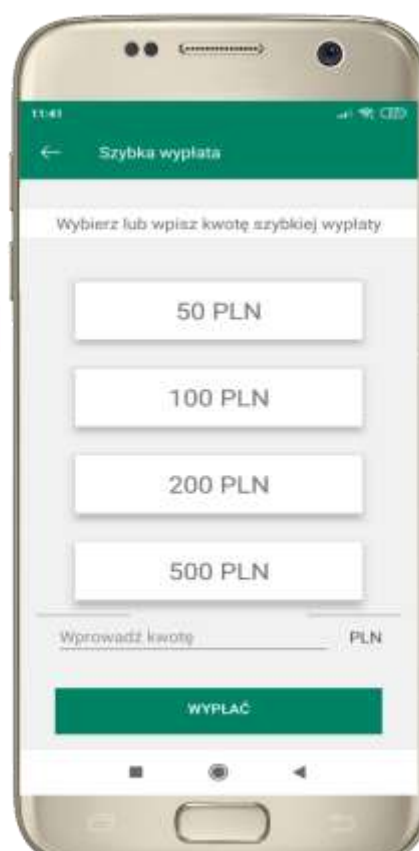 11:41
Szybka wypłata
Wybierz lub wpisz kwotę szybkiej wypłaty
50 PLN
100 PLN
200 PLN
500 PLN
Wprowadź kwotę PLN
WYPŁAĆ